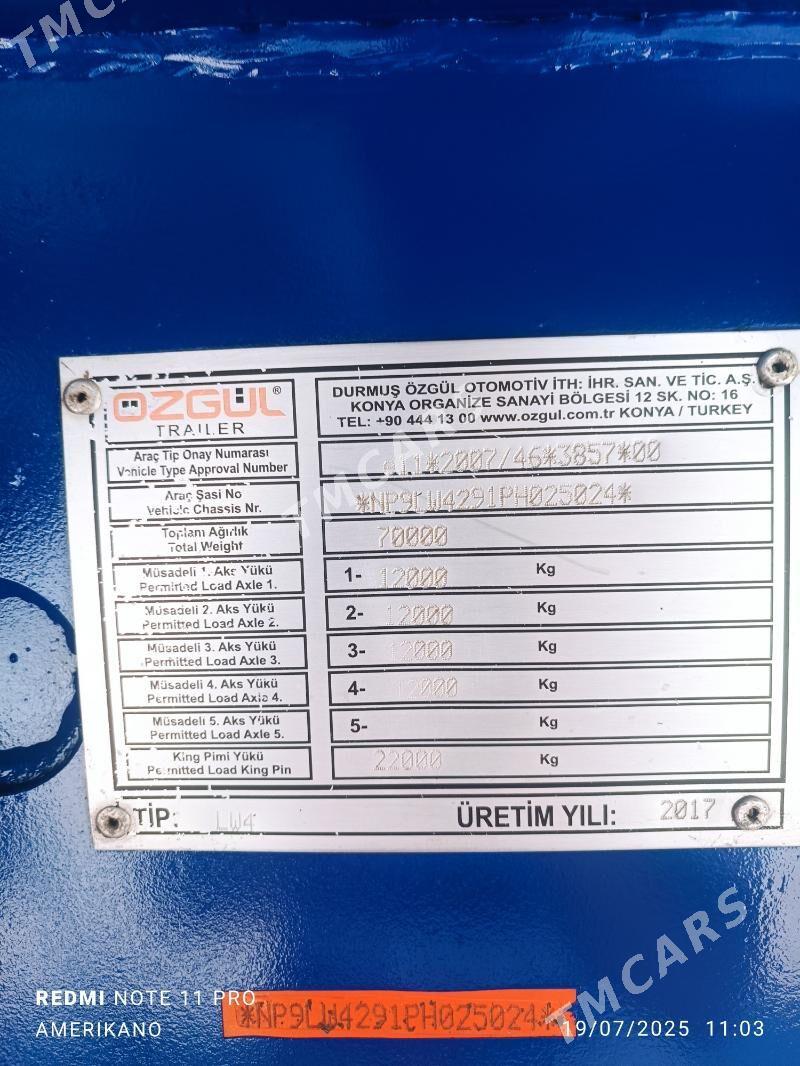 TMCARS
ÖZGÜL®
TRAILER
DURMUŞ ÖZGÜL OTOMOTİV İTH: İHR. SAN. VE TİC. A.Ş.
KONYA ORGANİZE SANAYİ BÖLGESİ 12 SK. NO: 16
TEL: +90 444 13 00 www.ozgul.com.tr KONYA / TURKEY
Araç Tip Onay Numarası
Vehicle Type Approval Number
e11*2007/46*3857*00
Araç Şasi No
Vehicle Chassis Nr.
*NP9LW4291PH025024*
Toplam Ağırlık
Total Weight
70000
Müsadeli 1. Aks Yükü
Permitted Load Axle 1.
1- 12000 Kg
Müsadeli 2. Aks Yükü
Permitted Load Axle 2.
2- 12000 Kg
Müsadeli 3. Aks Yükü
Permitted Load Axle 3.
3- 12000 Kg
Müsadeli 4. Aks Yükü
Permitted Load Axle 4.
4- 12000 Kg
Müsadeli 5. Aks Yükü
Permitted Load Axle 5.
5- Kg
King Pimi Yükü
Permitted Load King Pin
22000 Kg
TİP: LW4 ÜRETİM YILI: 2017
TMCARS
TMCARS
REDMI NOTE 11 PRO
AMERIKANO
*NP9LW4291PH025024*
19/07/2025 11:03